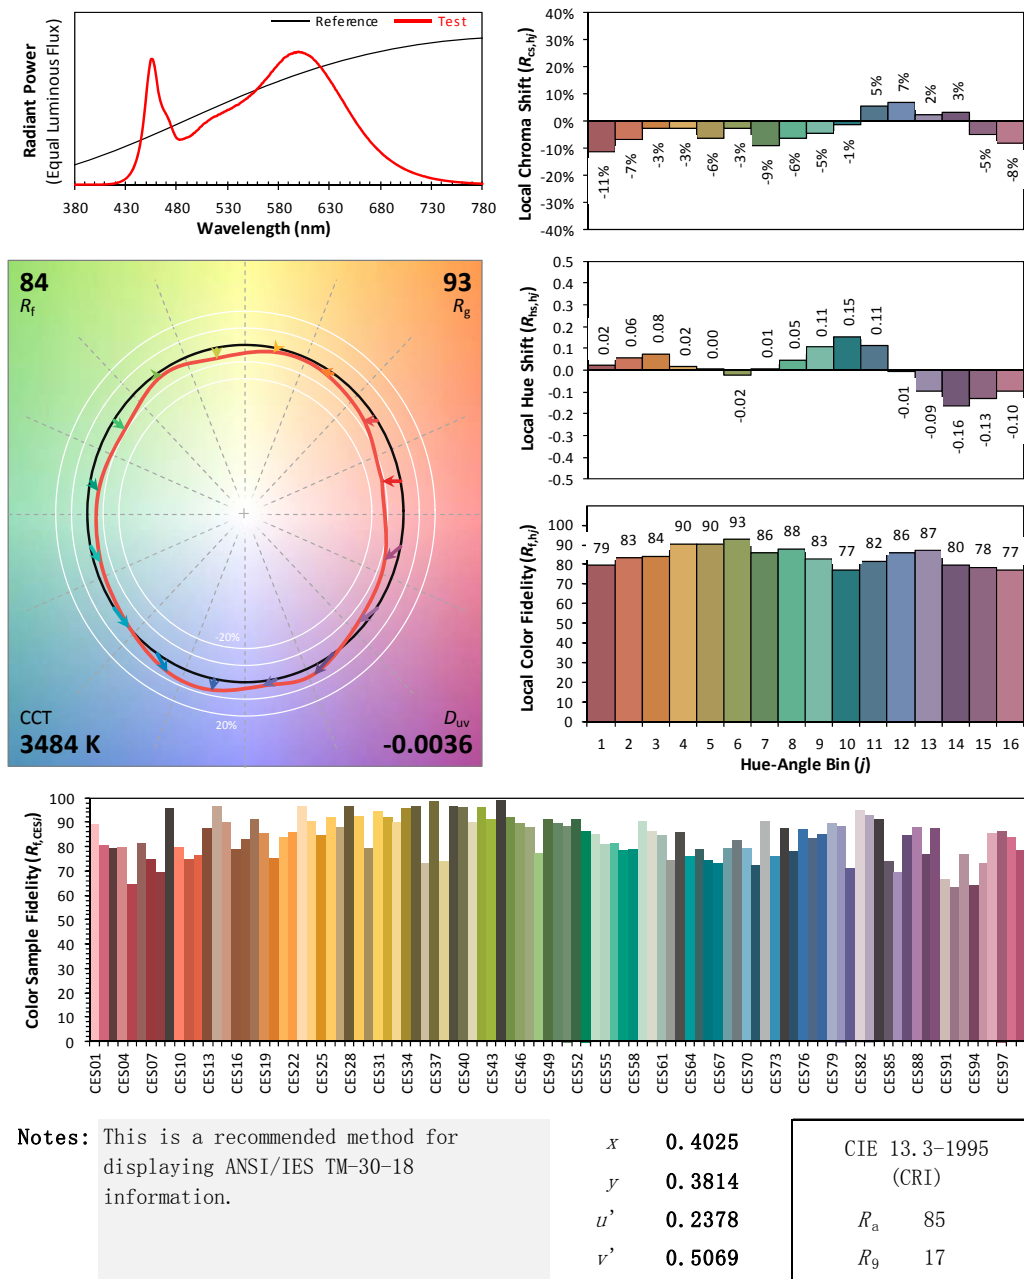 Reference
Test
Radiant Power
(Equal Luminous Flux)
380 430 480 530 580 630 680 730 780
Wavelength (nm)
Local Chroma Shift (Rcs,hj)
40%
30%
20%
10%
0%
-10%
-20%
-30%
-40%
-11% -7% -3% -3% -6% -3% -9% -6% -5% -1% 5% 7% 2% 3% -5% -8%
84
Rf
93
Rg
-20%
20%
CCT
3484 K
Duv
-0.0036
Local Hue Shift (Rhs,hj)
0.5
0.4
0.3
0.2
0.1
0.0
-0.1
-0.2
-0.3
-0.4
-0.5
0.02 0.06 0.08 0.02 0.00 -0.02 0.01 0.05 0.11 0.15 0.11 -0.01 -0.09 -0.16 -0.13 -0.10
Local Color Fidelity (Rf,hj)
100
90
80
70
60
50
40
30
20
10
0
79 83 84 90 90 93 86 88 83 77 82 86 87 80 78 77
1 2 3 4 5 6 7 8 9 10 11 12 13 14 15 16
Hue-Angle Bin (j)
Color Sample Fidelity (Rf,CESi)
100
90
80
70
60
50
40
30
20
10
0
CES01 CES04 CES07 CES10 CES13 CES16 CES19 CES22 CES25 CES28 CES31 CES34 CES37 CES40 CES43 CES46 CES49 CES52 CES55 CES58 CES61 CES64 CES67 CES70 CES73 CES76 CES79 CES82 CES85 CES88 CES91 CES94 CES97
Notes: This is a recommended method for
displaying ANSI/IES TM-30-18
information.
x 0.4025
y 0.3814
u' 0.2378
v' 0.5069
CIE 13.3-1995
(CRI)
Ra 85
R9 17